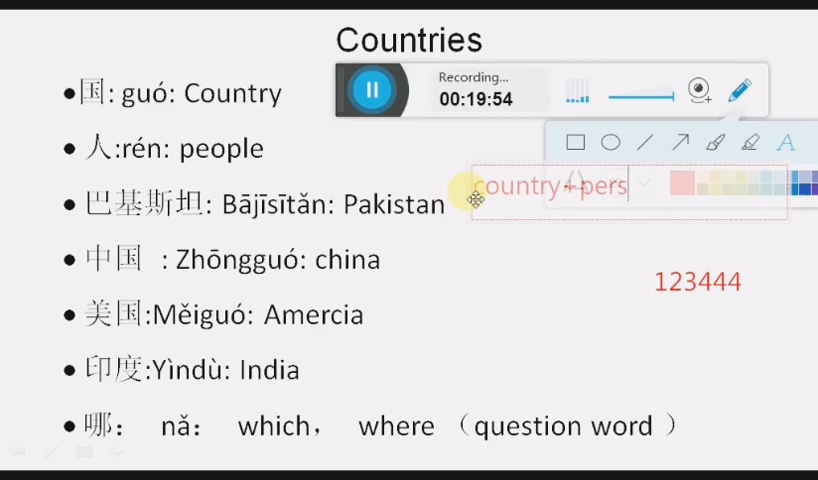 Countries
国: guó: Country
Recording...
00:19:54
人:rén: people
A
country+pers
巴基斯坦: Bājīsītǎn: Pakistan
中国 : Zhōngguó: china
123444
美国:Měiguó: Amercia
印度:Yìndù: India
哪： nǎ： which， where （question word ）